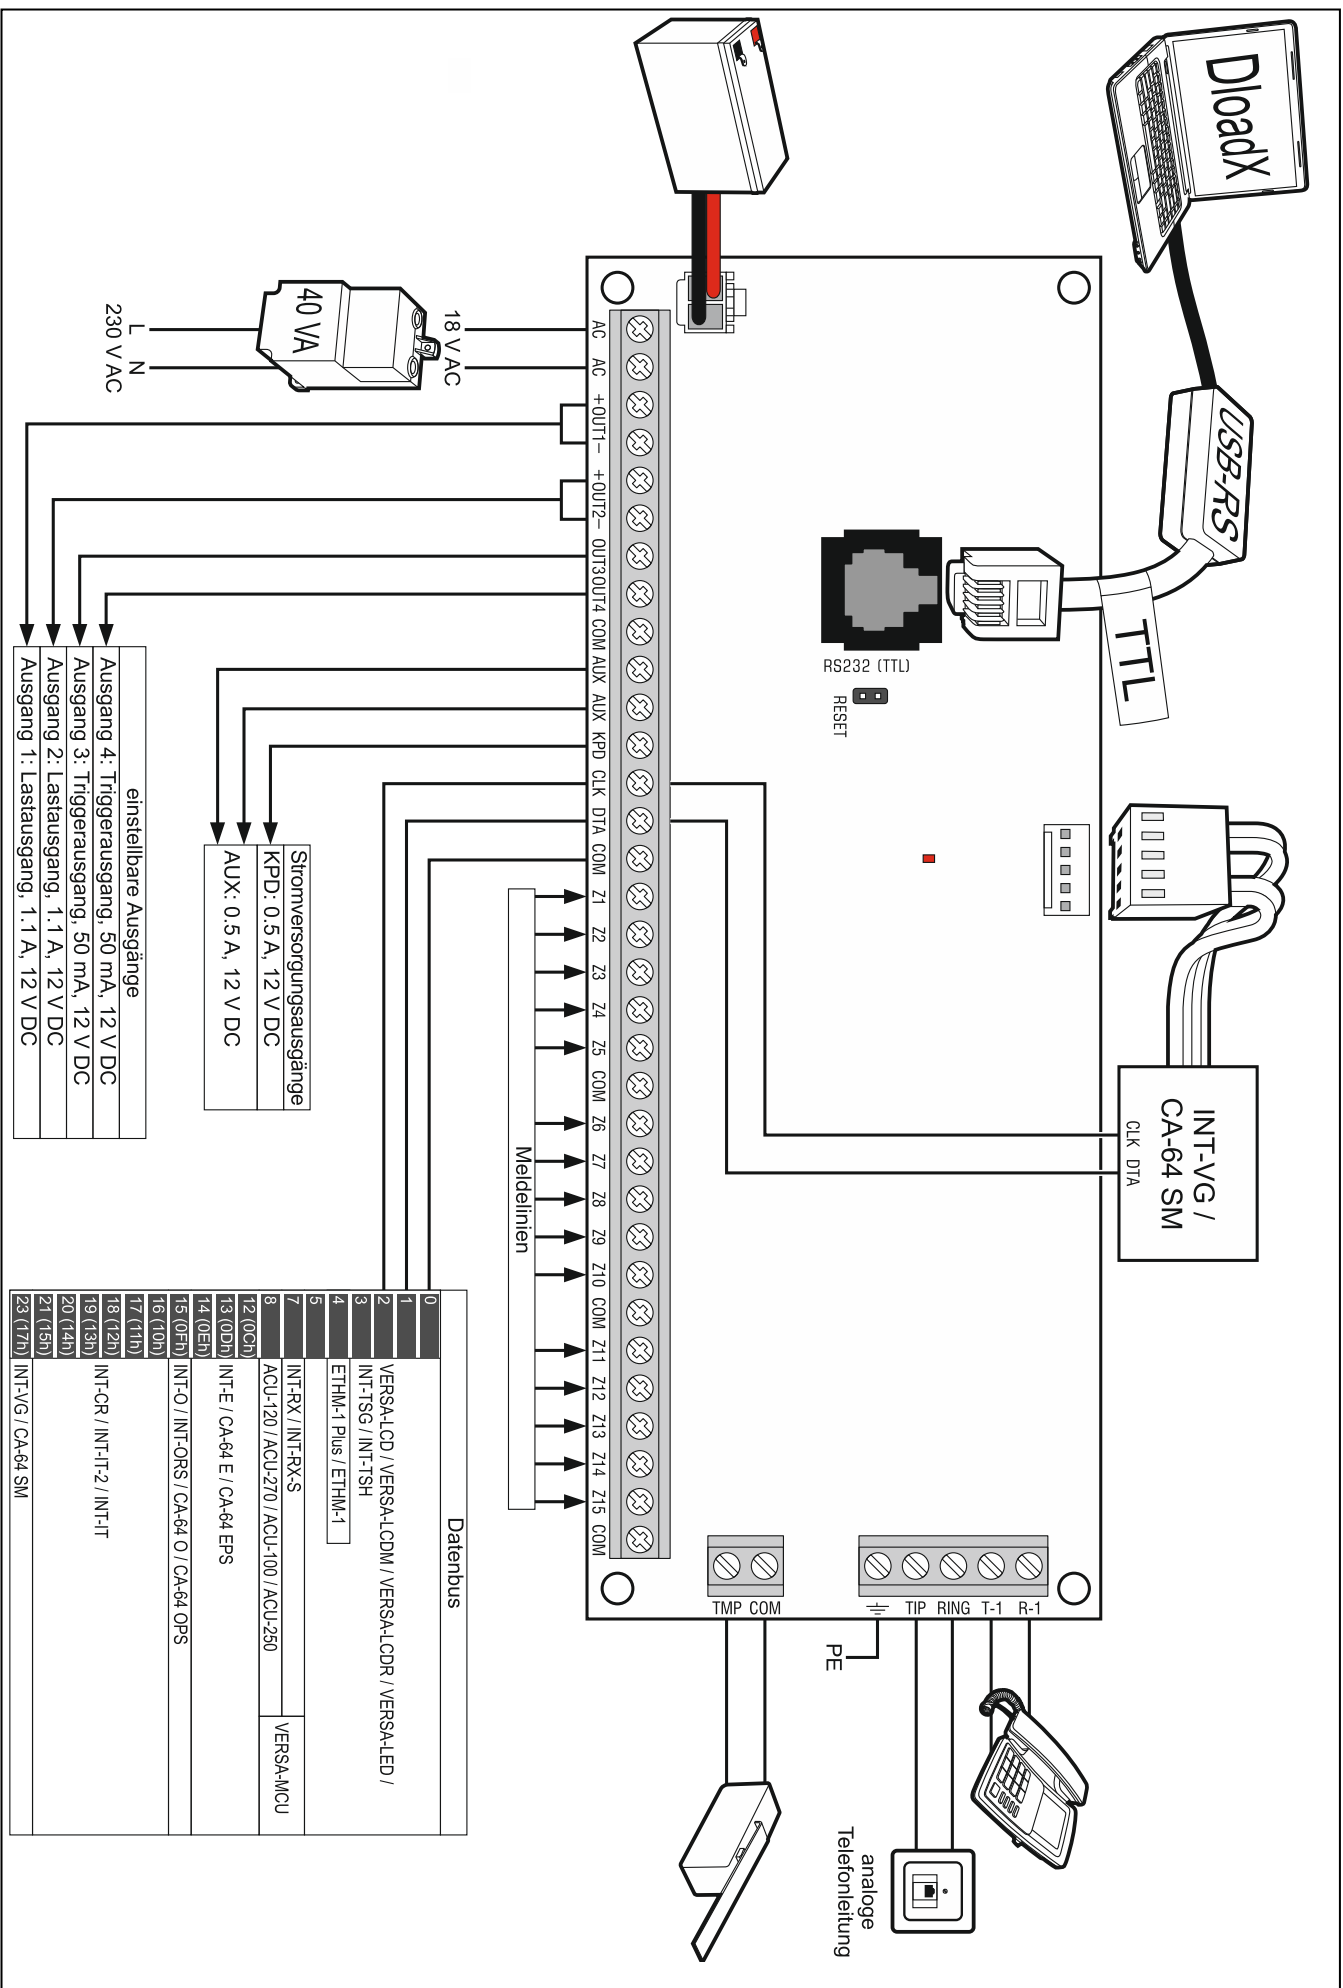 DloadX
USB-RS
TTL
INT-VG /
CA-64 SM
CLK DTA
RS232 (TTL)
RESET
18 V AC
40 VA
L N
230 V AC
AC AC +OUT1– +OUT2– OUT3 OUT4 COM AUX AUX KPD CLK DTA COM Z1 Z2 Z3 Z4 Z5 COM Z6 Z7 Z8 Z9 Z10 COM Z11 Z12 Z13 Z14 Z15 COM
TMP COM
TIP RING T-1 R-1
PE
analoge
Telefonleitung
Meldelinien
Stromversorgungsausgänge
KPD: 0.5 A, 12 V DC
AUX: 0.5 A, 12 V DC
einstellbare Ausgänge
Ausgang 4: Triggerausgang, 50 mA, 12 V DC
Ausgang 3: Triggerausgang, 50 mA, 12 V DC
Ausgang 2: Lastausgang, 1.1 A, 12 V DC
Ausgang 1: Lastausgang, 1.1 A, 12 V DC
Datenbus
0
1
2
3
4
5
7
8
12 (0Ch)
13 (0Dh)
14 (0Eh)
15 (0Fh)
16 (10h)
17 (11h)
18 (12h)
19 (13h)
20 (14h)
21 (15h)
23 (17h)
VERSA-LCD / VERSA-LCDM / VERSA-LCDR / VERSA-LED /
INT-TSG / INT-TSH
ETHM-1 Plus / ETHM-1
INT-RX / INT-RX-S
ACU-120 / ACU-270 / ACU-100 / ACU-250
VERSA-MCU
INT-E / CA-64 E / CA-64 EPS
INT-O / INT-ORS / CA-64 O / CA-64 OPS
INT-CR / INT-IT-2 / INT-IT
INT-VG / CA-64 SM